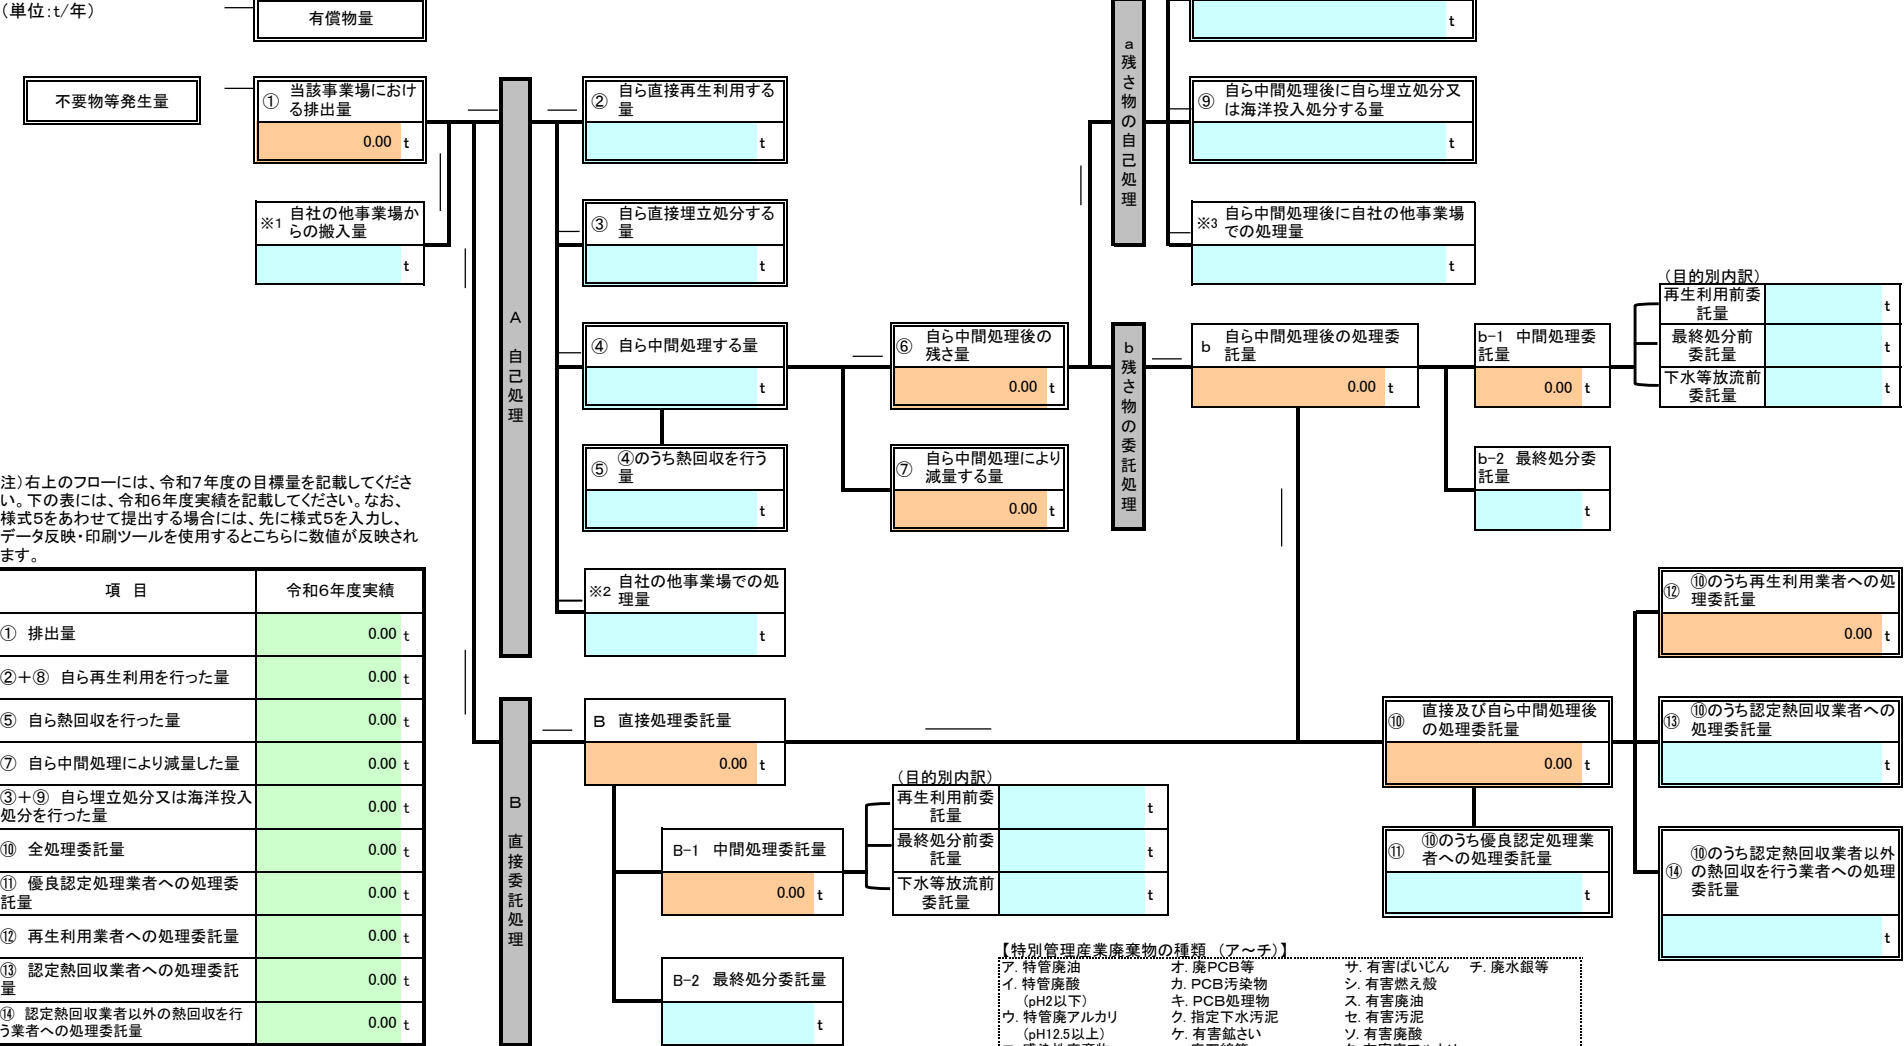 （単位：t/年）
有償物量
不要物等発生量
①
当該事業場におけ
る排出量
0.00 t
※1
自社の他事業場か
らの搬入量
t
A
自
己
処
理
②
自ら直接再生利用する
量
t
③
自ら直接埋立処分する
量
t
④ 自ら中間処理する量
t
⑤
④のうち熱回収を行う
量
t
※2
自社の他事業場での処
理量
t
⑥
自ら中間処理後の
残さ量
0.00 t
⑦
自ら中間処理により
減量する量
0.00 t
a
残
さ
物
の
自
己
処
理
t
⑨
自ら中間処理後に自ら埋立処分又
は海洋投入処分する量
t
※3
自ら中間処理後に自社の他事業場
での処理量
t
b
残
さ
物
の
委
託
処
理
b
自ら中間処理後の処理委
託量
0.00 t
b-1 中間処理委
託量
0.00 t
b-2 最終処分委
託量
t
（目的別内訳）
再生利用前委
託量
t
最終処分前
委託量
t
下水等放流前
委託量
t
注）右上のフローには、令和7年度の目標量を記載してくださ
い。下の表には、令和6年度実績を記載してください。なお、
様式5をあわせて提出する場合には、先に様式5を入力し、
データ反映・印刷ツールを使用するとこちらに数値が反映され
ます。
項 目 令和6年度実績
① 排出量 0.00 t
②＋⑧ 自ら再生利用を行った量 0.00 t
⑤ 自ら熱回収を行った量 0.00 t
⑦ 自ら中間処理により減量した量 0.00 t
③＋⑨ 自ら埋立処分又は海洋投入
処分を行った量 0.00 t
⑩ 全処理委託量 0.00 t
⑪ 優良認定処理業者への処理委
託量 0.00 t
⑫ 再生利用業者への処理委託量 0.00 t
⑬ 認定熱回収業者への処理委託
量 0.00 t
⑭ 認定熱回収業者以外の熱回収を行
う業者への処理委託量 0.00 t
B
直
接
委
託
処
理
B 直接処理委託量
0.00 t
B-1 中間処理委託量
0.00 t
B-2 最終処分委託量
t
（目的別内訳）
再生利用前委
託量
t
最終処分前委
託量
t
下水等放流前
委託量
t
⑩
直接及び自ら中間処理後
の処理委託量
0.00 t
⑪
⑩のうち優良認定処理業
者への処理委託量
t
⑫
⑩のうち再生利用業者への処
理委託量
0.00 t
⑬
⑩のうち認定熱回収業者への
処理委託量
t
⑭
⑩のうち認定熱回収業者以外
の熱回収を行う業者への処理
委託量
t
【特別管理産業廃棄物の種類 （ア～チ）】
ア. 特管廃油 オ. 廃PCB等 サ. 有害ばいじん チ. 廃水銀等
イ. 特管廃酸 カ. PCB汚染物 シ. 有害燃え殻
（pH2以下） キ. PCB処理物 ス. 有害廃油
ウ. 特管廃アルカリ ク. 指定下水汚泥 セ. 有害汚泥
（pH12.5以上） ケ. 有害鉱さい ソ. 有害廃酸